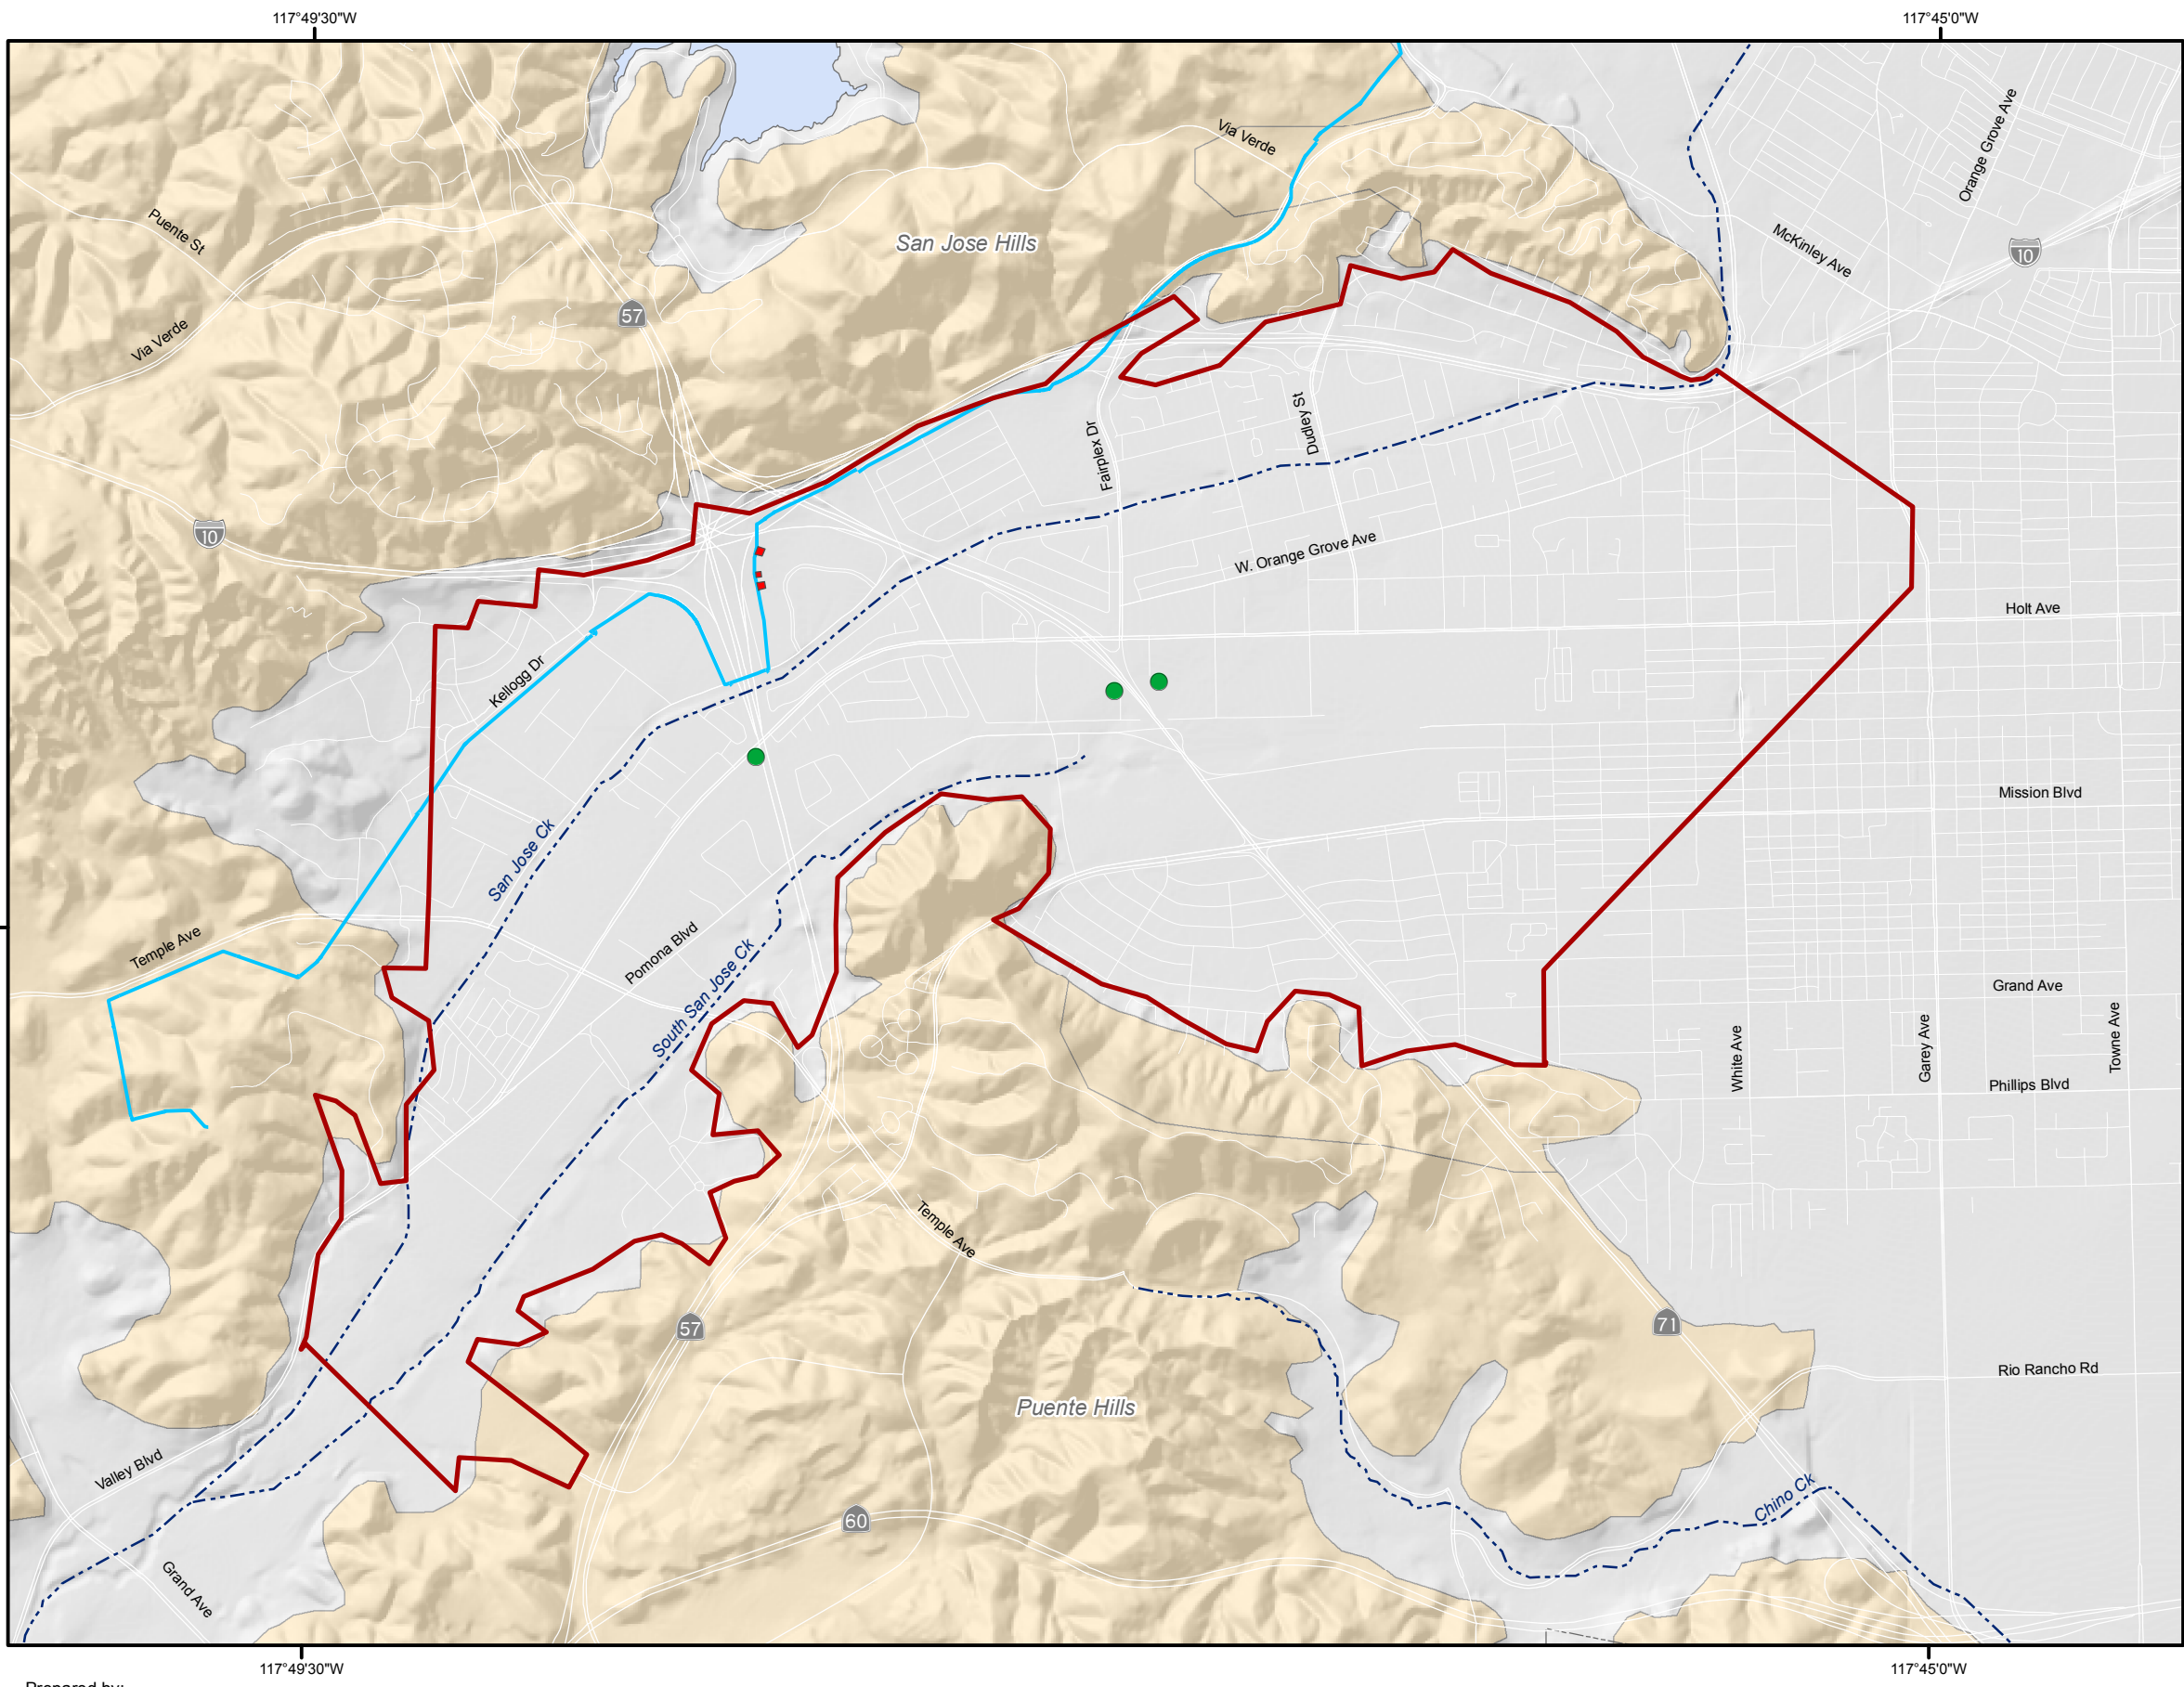 117°49'30"W
117°45'0"W
Orange Grove Ave
Via Verde
Puente St
San Jose Hills
McKinley Ave
10
57
Via Verde
Fairplex Dr
Dudley St
10
W. Orange Grove Ave
Holt Ave
Kellogg Dr
Mission Blvd
San Jose Ck
Temple Ave
Pomona Blvd
South San Jose Ck
Grand Ave
White Ave
Garey Ave
Towne Ave
Phillips Blvd
Temple Ave
57
71
Rio Rancho Rd
Puente Hills
Valley Blvd
Chino Ck
60
Grand Ave
117°49'30"W
117°45'0"W
Prepared by: